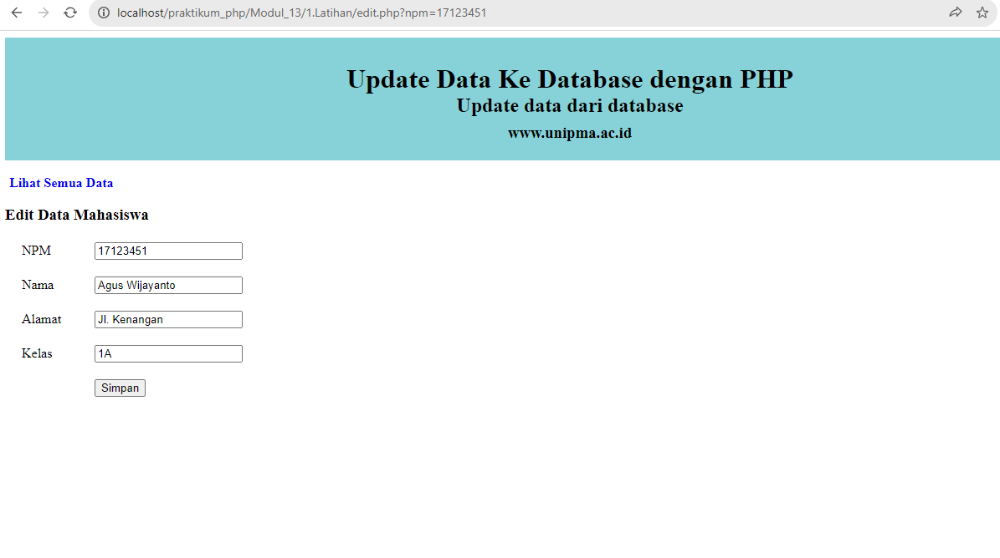 localhost/praktikum_php/Modul_13/1.Latihan/edit.php?npm=17123451
Update Data Ke Database dengan PHP
Update data dari database
www.unipma.ac.id
Lihat Semua Data
Edit Data Mahasiswa
NPM 17123451
Nama Agus Wijayanto
Alamat Jl. Kenangan
Kelas 1A
Simpan